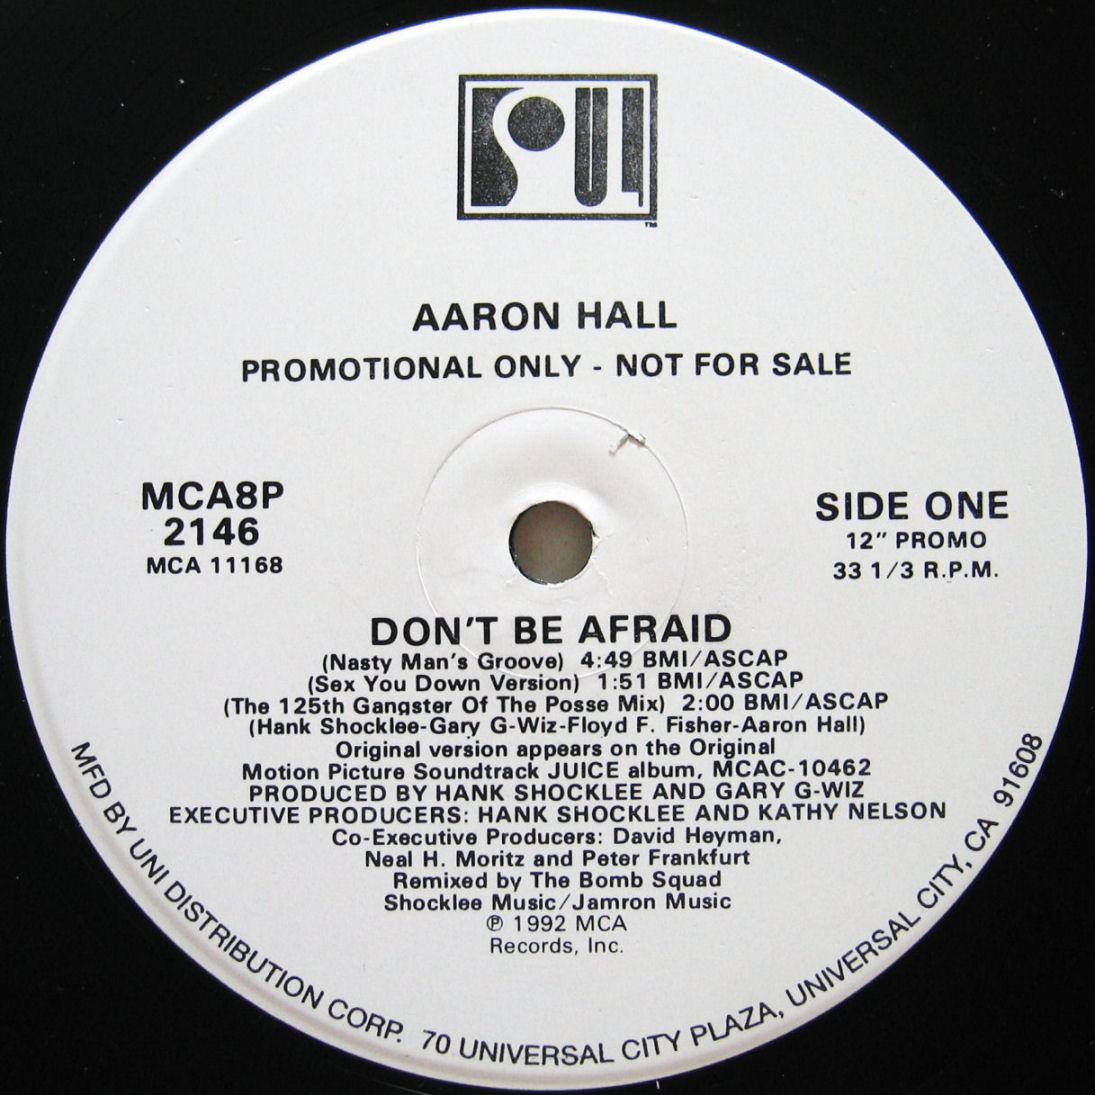 SOUL
TM
AARON HALL
PROMOTIONAL ONLY - NOT FOR SALE
MCA8P
2146
MCA 11168
SIDE ONE
12" PROMO
33 1/3 R.P.M.
DON'T BE AFRAID
(Nasty Man's Groove) 4:49 BMI/ASCAP
(Sex You Down Version) 1:51 BMI/ASCAP
(The 125th Gangster Of The Posse Mix) 2:00 BMI/ASCAP
(Hank Shocklee-Gary G-Wiz-Floyd F. Fisher-Aaron Hall)
Original version appears on the Original
Motion Picture Soundtrack JUICE album, MCAC-10462
PRODUCED BY HANK SHOCKLEE AND GARY G-WIZ
EXECUTIVE PRODUCERS: HANK SHOCKLEE AND KATHY NELSON
Co-Executive Producers: David Heyman,
Neal H. Moritz and Peter Frankfurt
Remixed by The Bomb Squad
Shocklee Music/Jamron Music
℗ 1992 MCA
Records, Inc.
MFD BY UNI DISTRIBUTION CORP. 70 UNIVERSAL CITY PLAZA, UNIVERSAL CITY, CA 91608